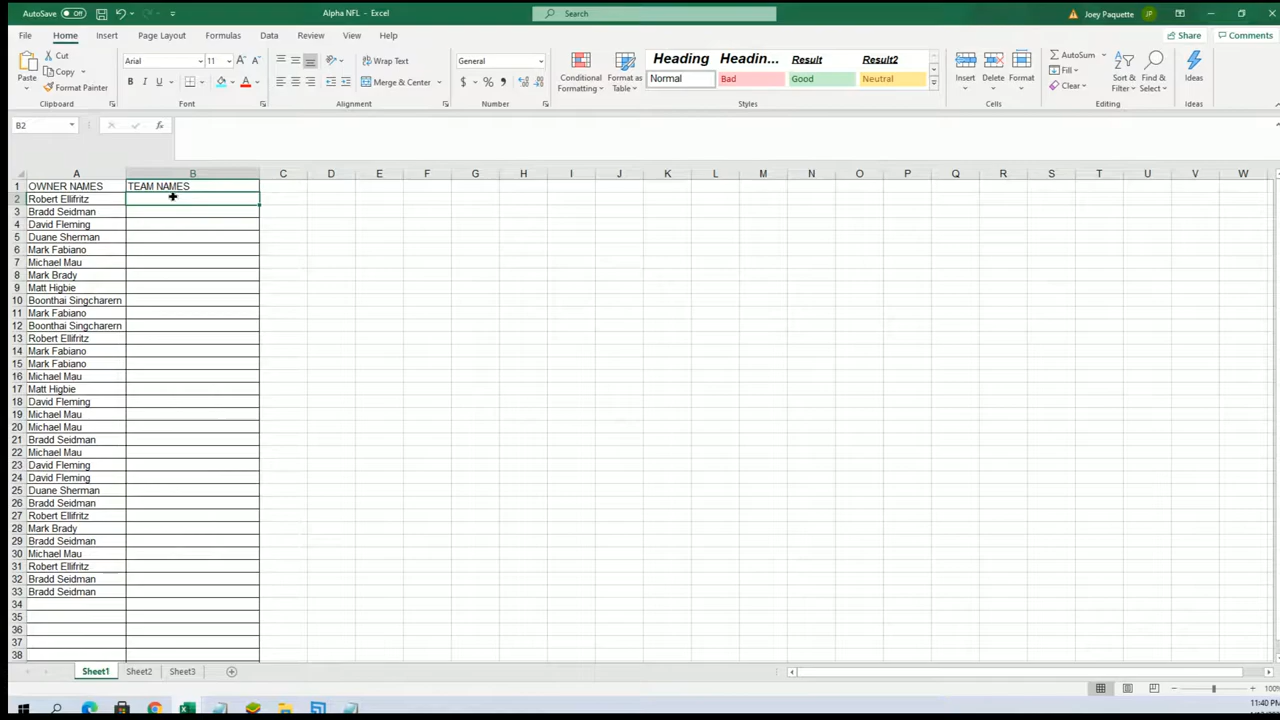 AutoSave Off
Alpha NFL - Excel
Search
Joey Paquette JP
File Home Insert Page Layout Formulas Data Review View Help
Share Comments
Paste
Cut
Copy
Format Painter
Clipboard
Arial 11
B I U
Font
Wrap Text
Merge & Center
Alignment
General
$ %
Number
Conditional Formatting
Format as Table
Heading Headin... Result Result2
Normal Bad Good Neutral
Styles
Insert Delete Format
Cells
AutoSum
Fill
Clear
Sort & Filter
Find & Select
Editing
Ideas
Ideas
B2
fx
A B C D E F G H I J K L M N O P Q R S T U V W
1 OWNER NAMES TEAM NAMES
2 Robert Ellifritz
3 Bradd Seidman
4 David Fleming
5 Duane Sherman
6 Mark Fabiano
7 Michael Mau
8 Mark Brady
9 Matt Higbie
10 Boonthai Singcharern
11 Mark Fabiano
12 Boonthai Singcharern
13 Robert Ellifritz
14 Mark Fabiano
15 Mark Fabiano
16 Michael Mau
17 Matt Higbie
18 David Fleming
19 Michael Mau
20 Michael Mau
21 Bradd Seidman
22 Michael Mau
23 David Fleming
24 David Fleming
25 Duane Sherman
26 Bradd Seidman
27 Robert Ellifritz
28 Mark Brady
29 Bradd Seidman
30 Michael Mau
31 Robert Ellifritz
32 Bradd Seidman
33 Bradd Seidman
34
35
36
37
38
Sheet1 Sheet2 Sheet3
100%
11:40 PM